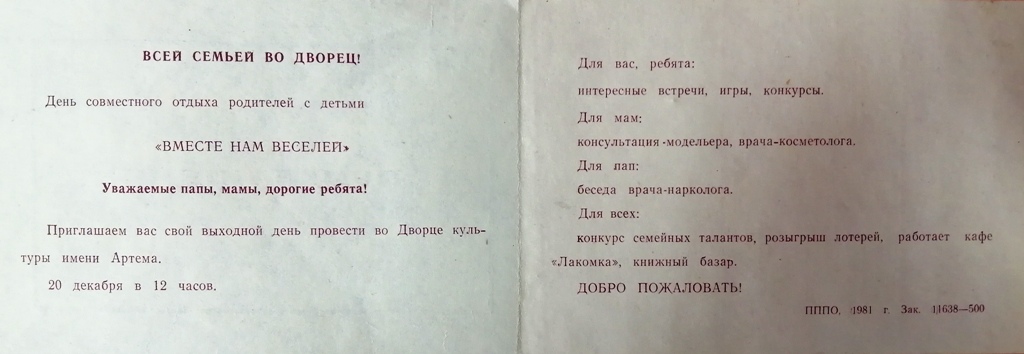 ВСЕЙ СЕМЬЕЙ ВО ДВОРЕЦ!
День совместного отдыха родителей с детьми
«ВМЕСТЕ НАМ ВЕСЕЛЕЙ»
Уважаемые папы, мамы, дорогие ребята!
Приглашаем вас свой выходной день провести во Дворце куль-
туры имени Артема.
20 декабря в 12 часов.
Для вас, ребята:
интересные встречи, игры, конкурсы.
Для мам:
консультация-модельера, врача-косметолога.
Для пап:
беседа врача-нарколога.
Для всех:
конкурс семейных талантов, розыгрыш лотерей, работает кафе
«Лакомка», книжный базар.
ДОБРО ПОЖАЛОВАТЬ!
ПППО, 1981 г. Зак. 11638—500